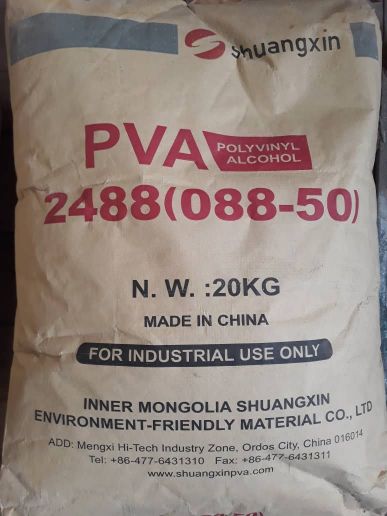 Shuangxin
PVA POLYVINYL
ALCOHOL
2488(088-50)
N. W. :20KG
MADE IN CHINA
FOR INDUSTRIAL USE ONLY
INNER MONGOLIA SHUANGXIN
ENVIRONMENT-FRIENDLY MATERIAL CO., LTD
ADD: Mengxi Hi-Tech Industry Zone, Ordos City, China 016014
Tel: +86-477-6431310 Fax: +86-477-6431311
www.shuangxinpva.com